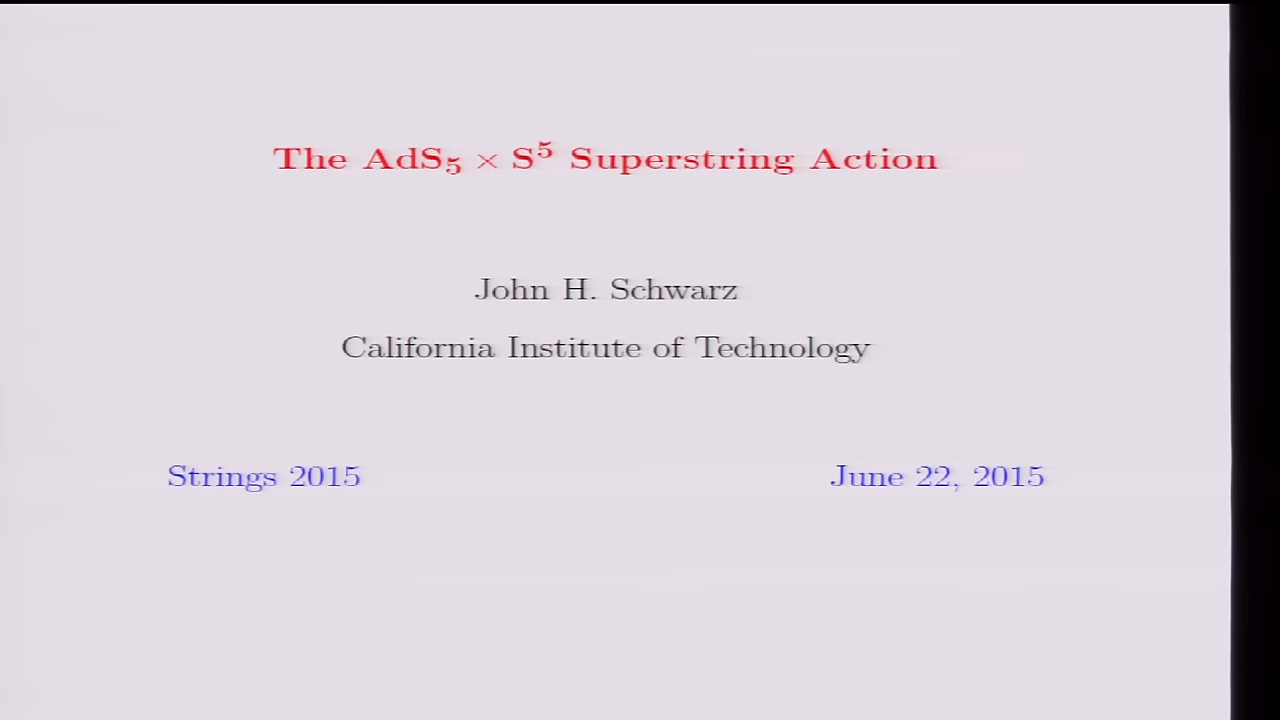 The AdS₅ × S⁵ Superstring Action
John H. Schwarz
California Institute of Technology
Strings 2015 June 22, 2015